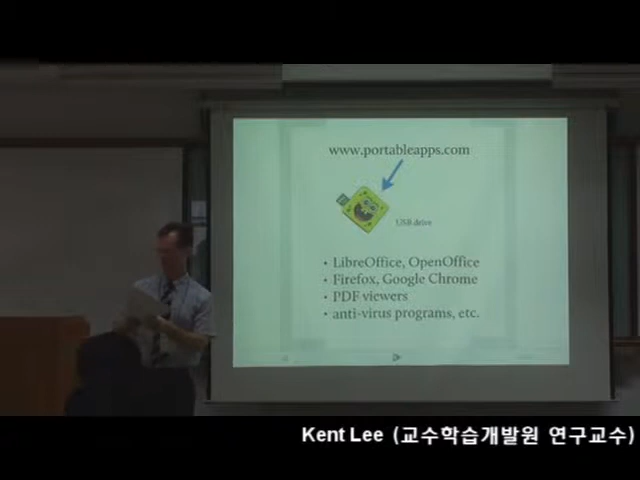 www.portableapps.com
USB drive
• LibreOffice, OpenOffice
• Firefox, Google Chrome
• PDF viewers
• anti-virus programs, etc.
Kent Lee (교수학습개발원 연구교수)